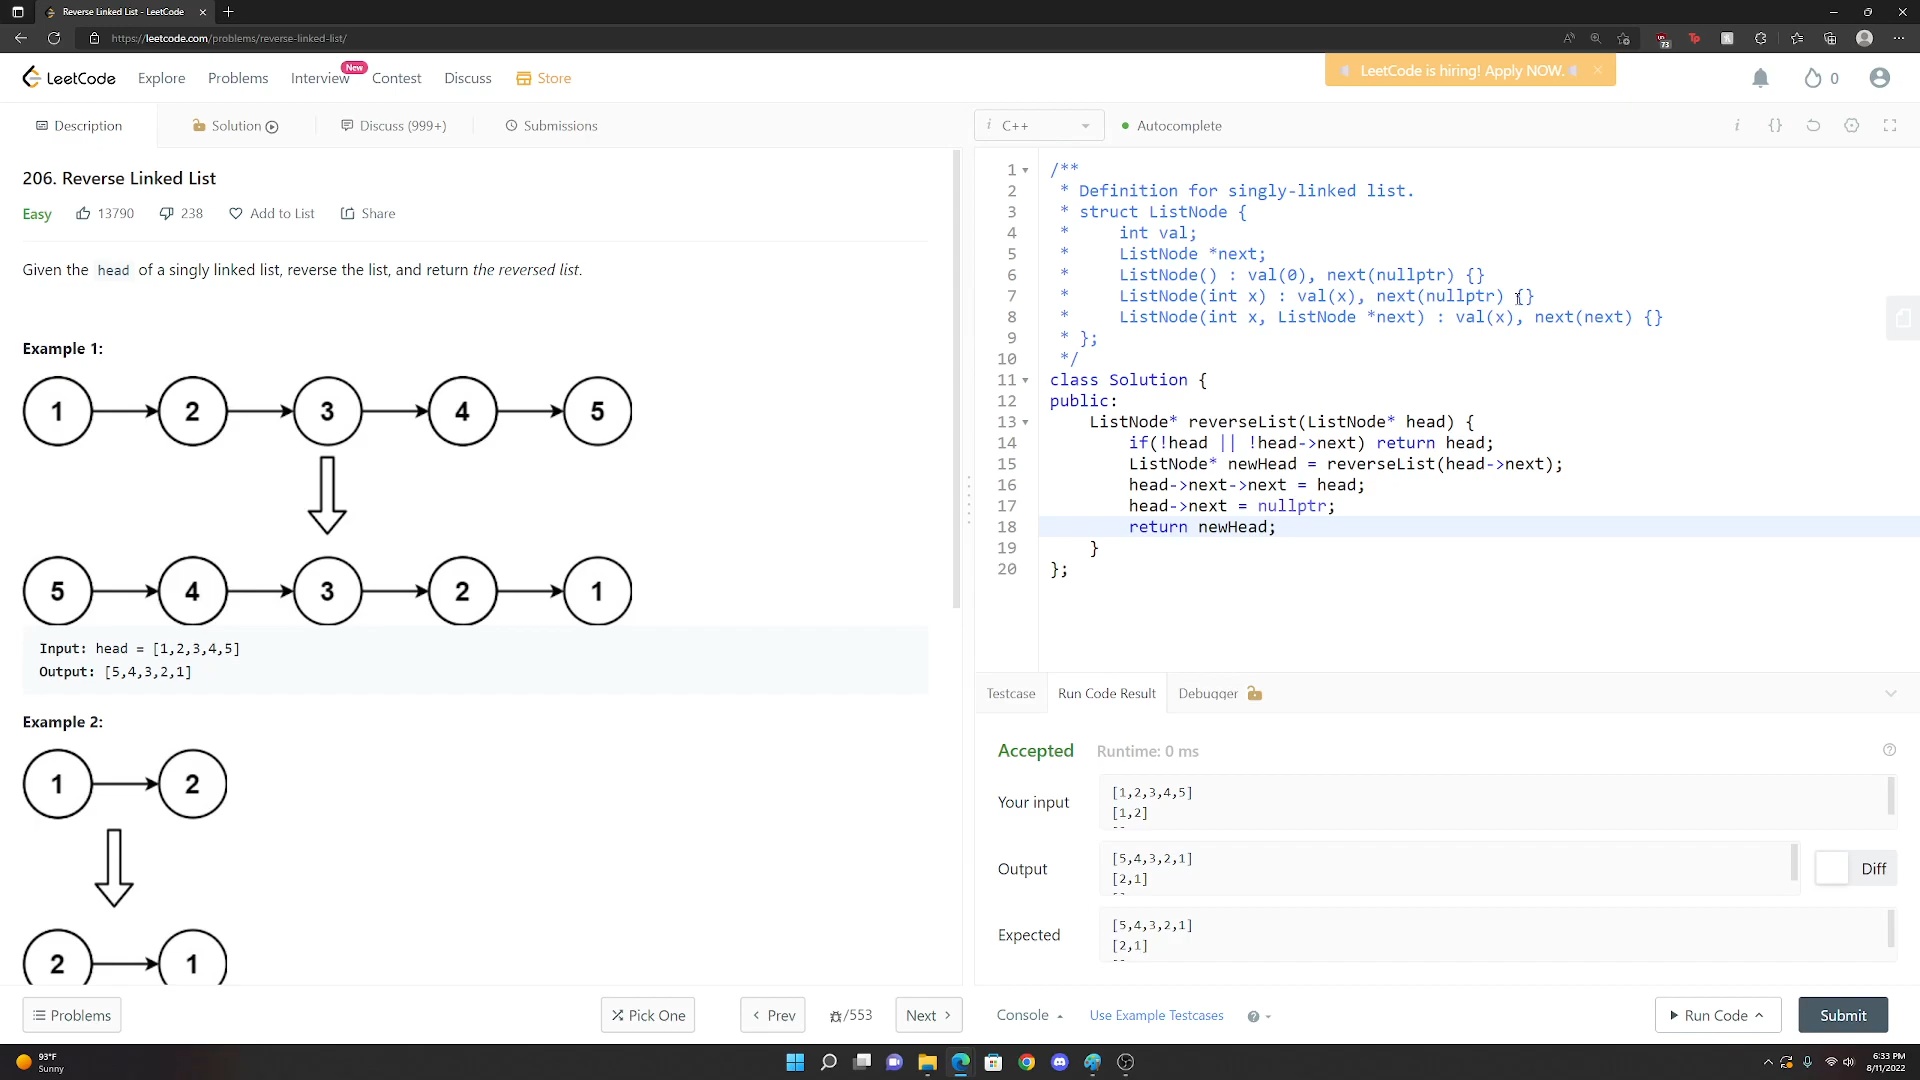 Reverse Linked List - LeetCode
https://leetcode.com/problems/reverse-linked-list/
73
LeetCode
Explore
Problems
Interview
New
Contest
Discuss
Store
LeetCode is hiring! Apply NOW.
0
Description
Solution
Discuss (999+)
Submissions
i C++
Autocomplete
206. Reverse Linked List
Easy
13790
238
Add to List
Share
Given the head of a singly linked list, reverse the list, and return the reversed list.
Example 1:
1 2 3 4 5
5 4 3 2 1
Input: head = [1,2,3,4,5]
Output: [5,4,3,2,1]
Example 2:
1 2
2 1
1 /**
2 * Definition for singly-linked list.
3 * struct ListNode {
4 *     int val;
5 *     ListNode *next;
6 *     ListNode() : val(0), next(nullptr) {}
7 *     ListNode(int x) : val(x), next(nullptr) {}
8 *     ListNode(int x, ListNode *next) : val(x), next(next) {}
9 * };
10 */
11 class Solution {
12 public:
13     ListNode* reverseList(ListNode* head) {
14         if(!head || !head->next) return head;
15         ListNode* newHead = reverseList(head->next);
16         head->next->next = head;
17         head->next = nullptr;
18         return newHead;
19     }
20 };
Testcase
Run Code Result
Debugger
Accepted
Runtime: 0 ms
Your input
[1,2,3,4,5]
[1,2]
Output
[5,4,3,2,1]
[2,1]
Diff
Expected
[5,4,3,2,1]
[2,1]
Problems
Pick One
Prev
/553
Next
Console
Use Example Testcases
Run Code
Submit
93°F
Sunny
6:33 PM
8/11/2022